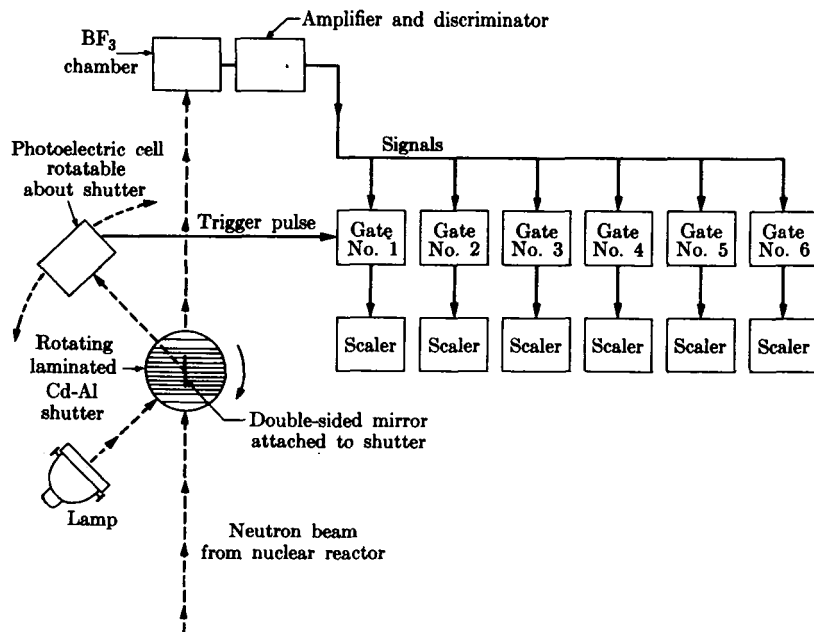 Amplifier and discriminator
BF₃
chamber
Signals
Photoelectric cell
rotatable
about shutter
Trigger pulse
Gate
No. 1
Gate
No. 2
Gate
No. 3
Gate
No. 4
Gate
No. 5
Gate
No. 6
Scaler
Scaler
Scaler
Scaler
Scaler
Scaler
Rotating
laminated
Cd-Al
shutter
Double-sided mirror
attached to shutter
Lamp
Neutron beam
from nuclear reactor